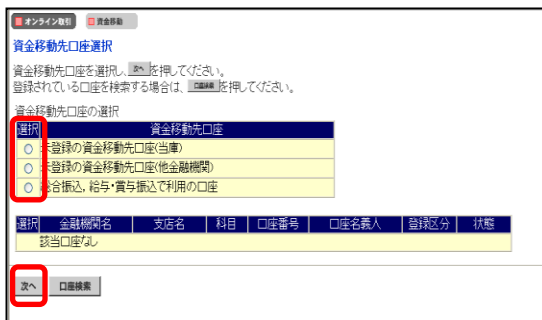 オンライン取引 資金移動
資金移動先口座選択
資金移動先口座を選択し、次へを押してください。
登録されている口座を検索する場合は、口座検索を押してください。
資金移動先口座の選択
選択 資金移動先口座
未登録の資金移動先口座(当庫)
未登録の資金移動先口座(他金融機関)
総合振込,給与・賞与振込で利用の口座
選択 金融機関名 支店名 科目 口座番号 口座名義人 登録区分 状態
該当口座なし
次へ 口座検索